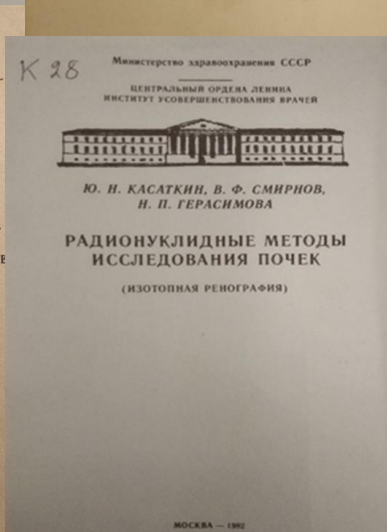 К 28
Министерство здравоохранения СССР
ЦЕНТРАЛЬНЫЙ ОРДЕНА ЛЕНИНА
ИНСТИТУТ УСОВЕРШЕНСТВОВАНИЯ ВРАЧЕЙ
Ю. Н. КАСАТКИН, В. Ф. СМИРНОВ,
Н. П. ГЕРАСИМОВА
РАДИОНУКЛИДНЫЕ МЕТОДЫ
ИССЛЕДОВАНИЯ ПОЧЕК
(ИЗОТОПНАЯ РЕНОГРАФИЯ)
МОСКВА — 1982